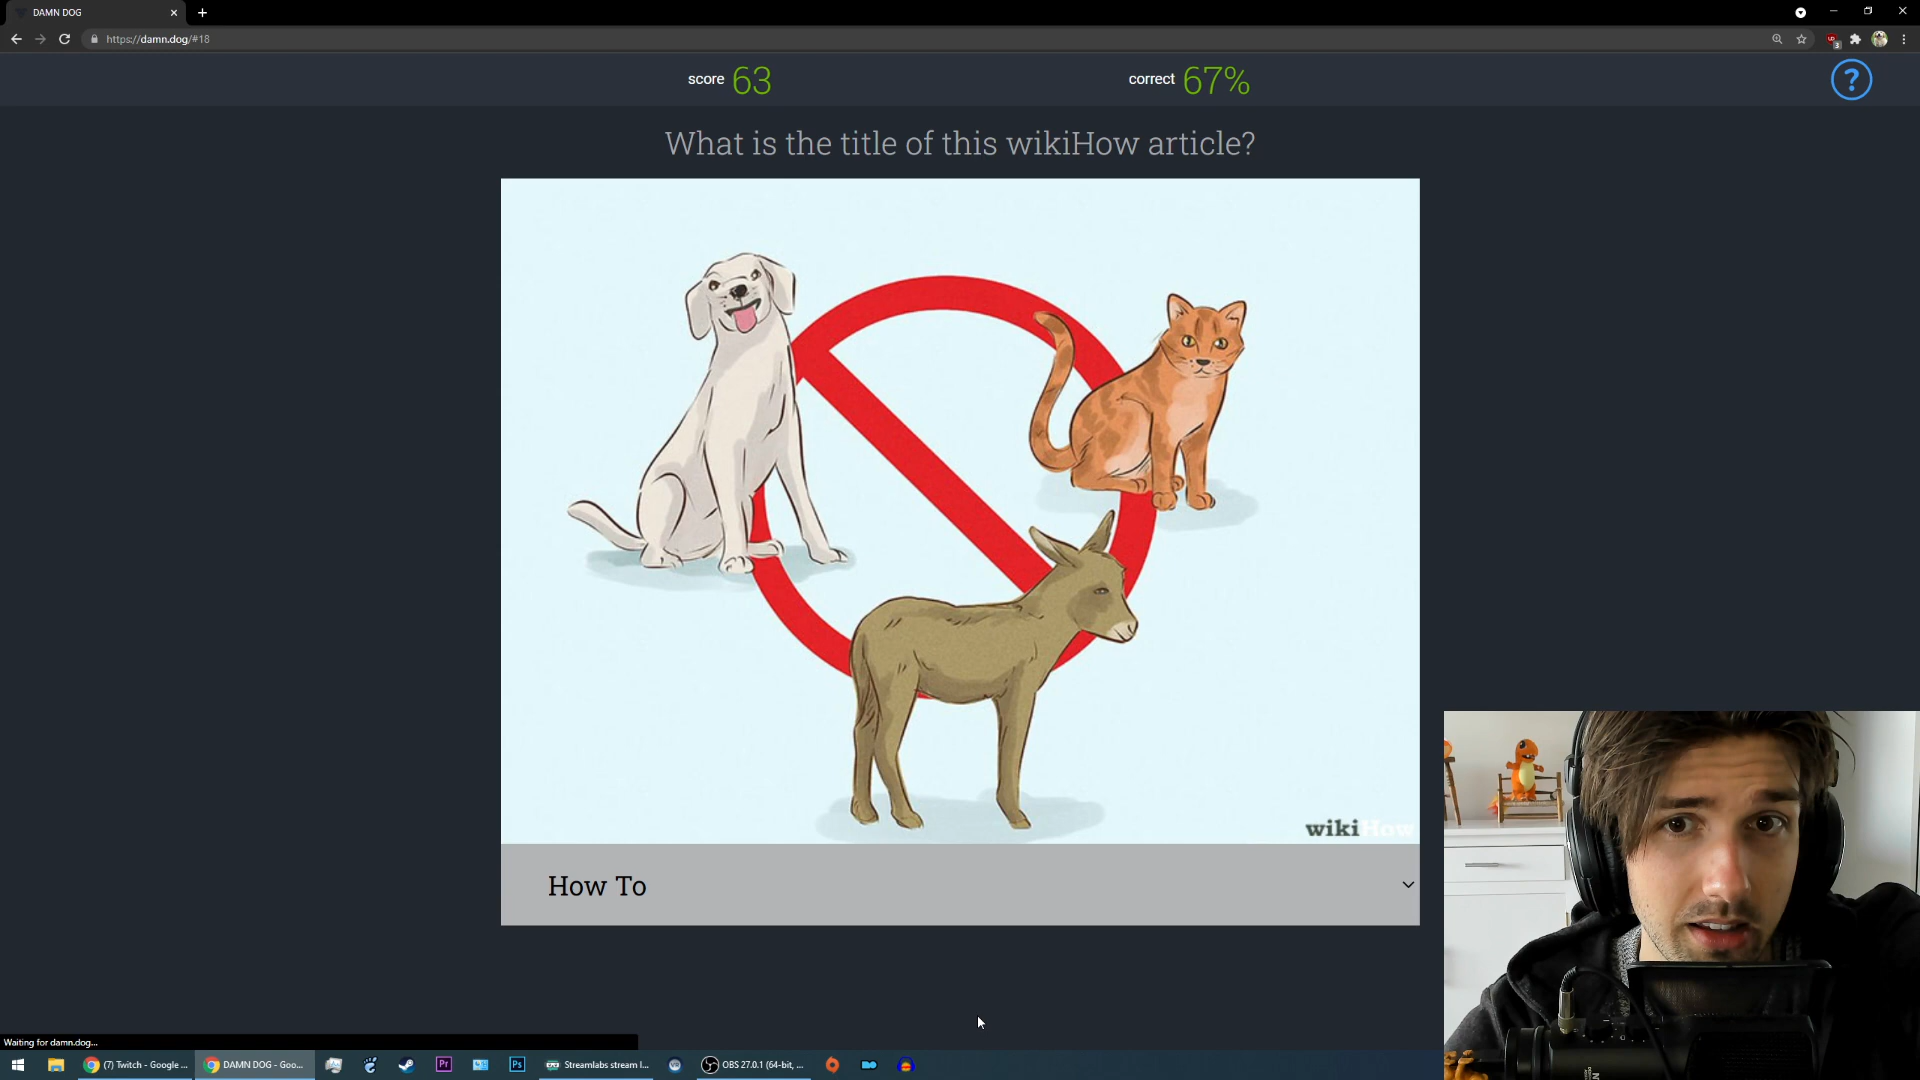 DAMN DOG
https://damn.dog/#18
score 63
correct 67%
?
What is the title of this wikiHow article?
wikiHow
How To
Waiting for damn.dog...
(7) Twitch - Google ...
DAMN DOG - Goo...
Pr
Ps
Streamlabs stream l...
OBS 27.0.1 (64-bit, ...